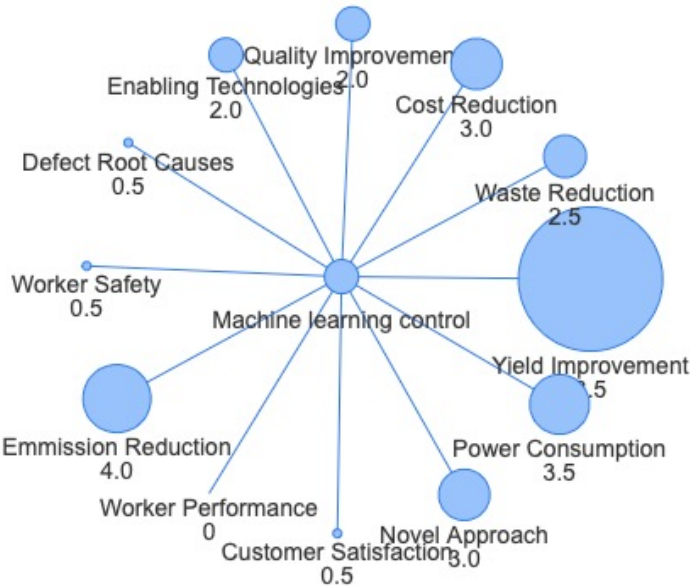 Quality Improvement
2.0
Enabling Technologies
2.0
Cost Reduction
3.0
Defect Root Causes
0.5
Waste Reduction
2.5
Worker Safety
0.5
Machine learning control
Yield Improvement
.5
Emmission Reduction
4.0
Power Consumption
3.5
Worker Performance
0
Novel Approach
3.0
Customer Satisfaction
0.5